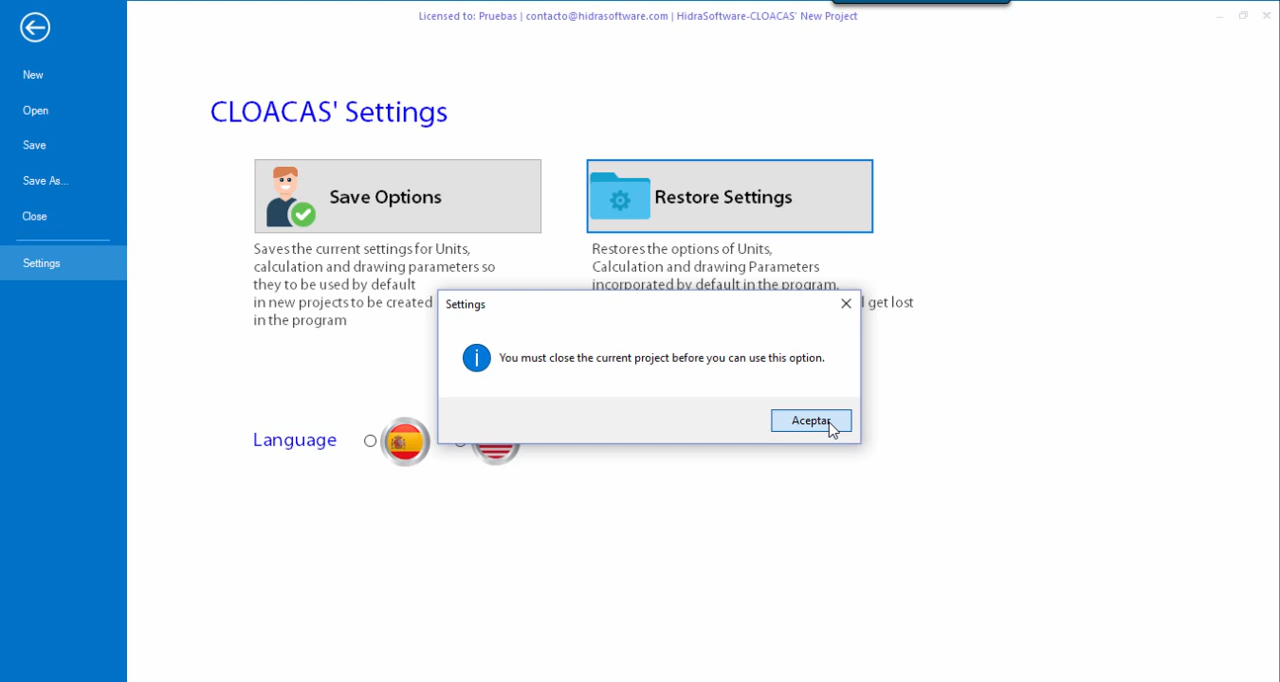 Licensed to: Pruebas | contacto@hidrasoftware.com | HidraSoftware-CLOACAS' New Project
New
Open
Save
Save As...
Close
Settings
CLOACAS' Settings
Save Options
Saves the current settings for Units,
calculation and drawing parameters so
they to be used by default
in new projects to be created
in the program
Restore Settings
Restores the options of Units,
Calculation and drawing Parameters
incorporated by default in the program.
l get lost
Settings
You must close the current project before you can use this option.
Aceptar
Language